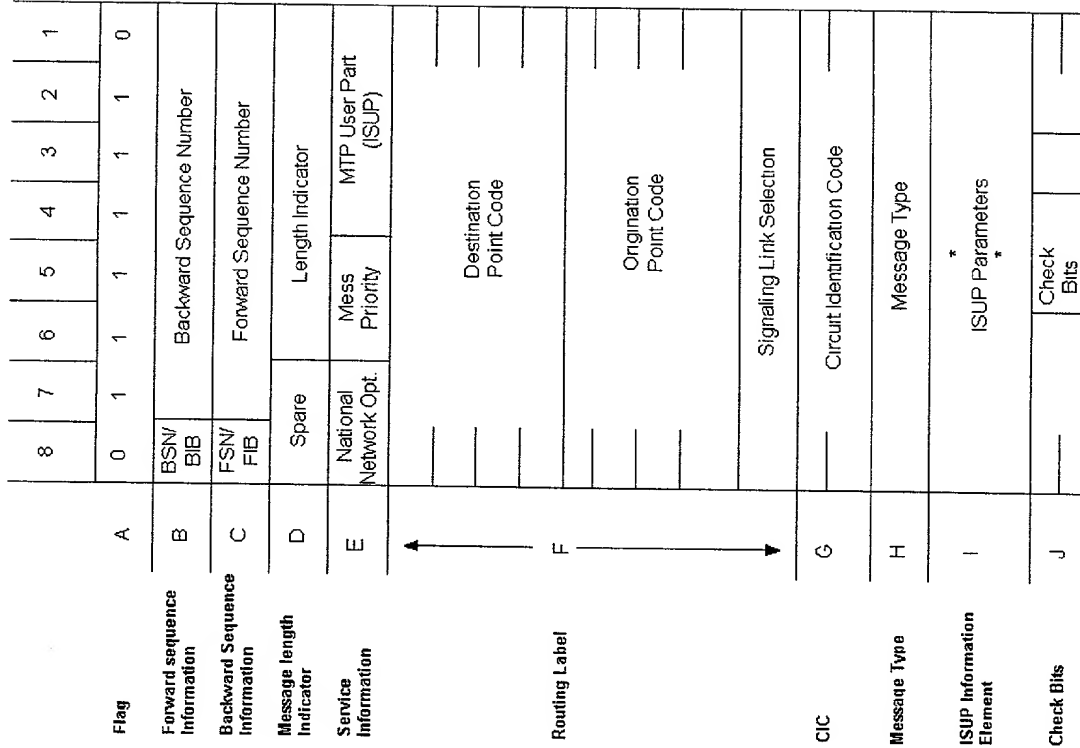 8 7 6 5 4 3 2 1
Flag A 0 1 1 1 1 1 1 0
Forward sequence
Information
B
BSN/
BIB
Backward Sequence Number
Backward Sequence
Information
C
FSN/
FIB
Forward Sequence Number
Message length
Indicator
D
Spare
Length Indicator
Service
Information
E
National
Network Opt.
Mess
Priority
MTP User Part
(ISUP)
Routing Label
F
Destination
Point Code
Origination
Point Code
Signaling Link Selection
CIC
G
Circuit Identification Code
Message Type
H
Message Type
ISUP Information
Element
I
*
ISUP Parameters
*
Check Bits
J
Check
Bits